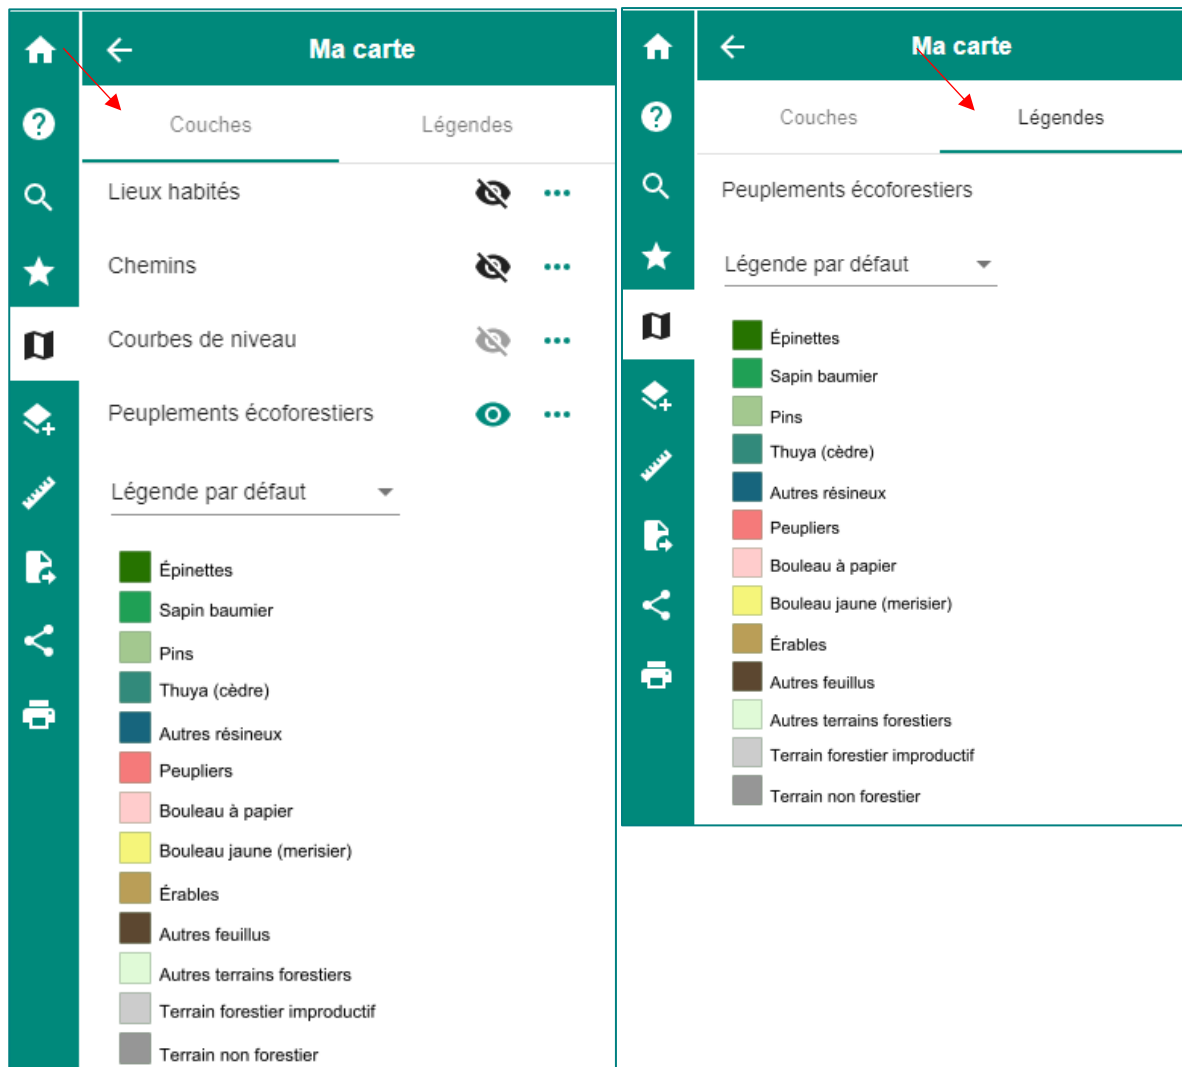 Ma carte
Couches
Légendes
Lieux habités
Chemins
Courbes de niveau
Peuplements écoforestiers
Légende par défaut
Épinettes
Sapin baumier
Pins
Thuya (cèdre)
Autres résineux
Peupliers
Bouleau à papier
Bouleau jaune (merisier)
Érables
Autres feuillus
Autres terrains forestiers
Terrain forestier improductif
Terrain non forestier
Ma carte
Couches
Légendes
Peuplements écoforestiers
Légende par défaut
Épinettes
Sapin baumier
Pins
Thuya (cèdre)
Autres résineux
Peupliers
Bouleau à papier
Bouleau jaune (merisier)
Érables
Autres feuillus
Autres terrains forestiers
Terrain forestier improductif
Terrain non forestier